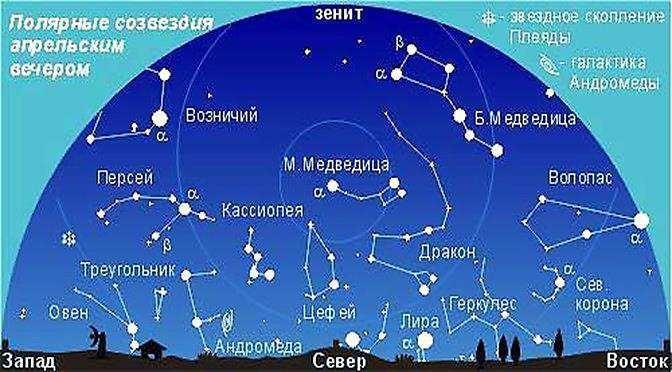 Полярные созвездия
апрельским
вечером
зенит
- звездное скопление
Плеяды
- галактика
Андромеды
β
α
Возничий
α
Б.Медведица
М.Медведица
α
Персей
α
β
Кассиопея
Волопас
α
Дракон
Треугольник
α
Сев.
корона
Овен
Цефей
Геркулес
Лира
α
Андромеда
Запад
Север
Восток